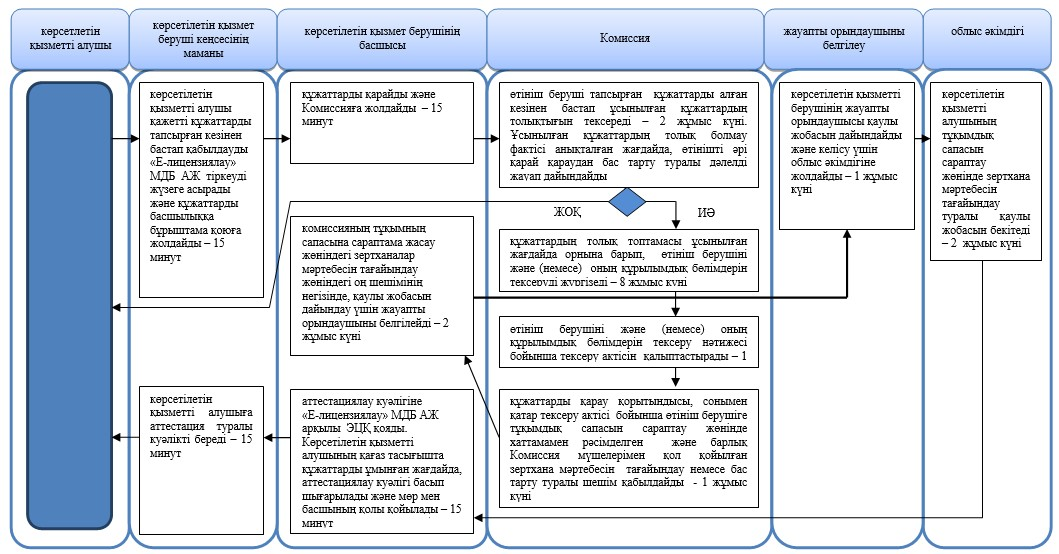 көрсетлетін
қызметті алушы
көрсетілетін қызмет
беруші кеңсесінің
маманы
көрсетілетін қызмет берушінің
басшысы
Комиссия
жауапты орындаушыны
белгілеу
облыс әкімдігі
көрсетілетін
қызметті алушы
қажетті құжаттарды
тапсырған кезінен
бастап қабылдауды
«Е-лицензиялау»
МДБ АЖ тіркеуді
жүзеге асырады
және құжаттарды
басшылыққа
бұрыштама қоюға
жолдайды – 15
минут
құжаттарды қарайды және
Комиссияға жолдайды – 15
минут
өтініш беруші тапсырған құжаттарды алған
кезінен бастап ұсынылған құжаттардың
толықтығын тексереді – 2 жұмыс күні.
Ұсынылған құжаттардың толық болмау
фактісі анықталған жағдайда, өтінішті әрі
қарай қараудан бас тарту туралы дәлелді
жауап дайындайды
көрсетілетін қызметті
берушінің жауапты
орындаушысы қаулы
жобасын дайындайды
және келісу үшін
облыс әкімдігіне
жолдайды – 1 жұмыс
күні
көрсетілетін
қызметті
алушының
тұқымдық
сапасын
сараптау
жөнінде зертхана
мәртебесін
тағайындау
туралы қаулы
жобасын бекітеді
– 2 жұмыс күні
ЖОҚ
ИӘ
комиссияның тұқымның
сапасына сараптама жасау
жөніндегі зертханалар
мәртебесін тағайындау
жөніндегі оң шешімінің
негізінде, қаулы жобасын
дайындау үшін жауапты
орындаушыны белгілейді – 2
жұмыс күні
құжаттардың толық топтамасы ұсынылған
жағдайда орнына барып, өтініш берушіні
және (немесе) оның құрылымдық бөлімдерін
тексеруді жүргізеді – 8 жұмыс күні
өтініш берушіні және (немесе) оның
құрылымдық бөлімдерін тексеру нәтижесі
бойынша тексеру актісін қалыптастырады – 1
көрсетілетін
қызметті алушыға
аттестация туралы
куәлікті береді – 15
минут
аттестациялау куәлігіне
«Е-лицензиялау» МДБ АЖ
арқылы ЭЦҚ қояды.
Көрсетілетін қызметті
алушының қағаз тасығышта
құжаттарды ұмынған жағдайда,
аттестациялау куәлігі басып
шығарылады және мөр мен
басшының қолы қойылады – 15
минут
құжаттарды қарау қорытындысы, сонымен
қатар тексеру актісі бойынша өтініш берушіге
тұқымдық сапасын сараптау жөнінде
хаттамамен рәсімделген және барлық
Комиссия мүшелерімен қол қойылған
зертхана мәртебесін тағайындау немесе бас
тарту туралы шешім қабылдайды - 1 жұмыс
күні